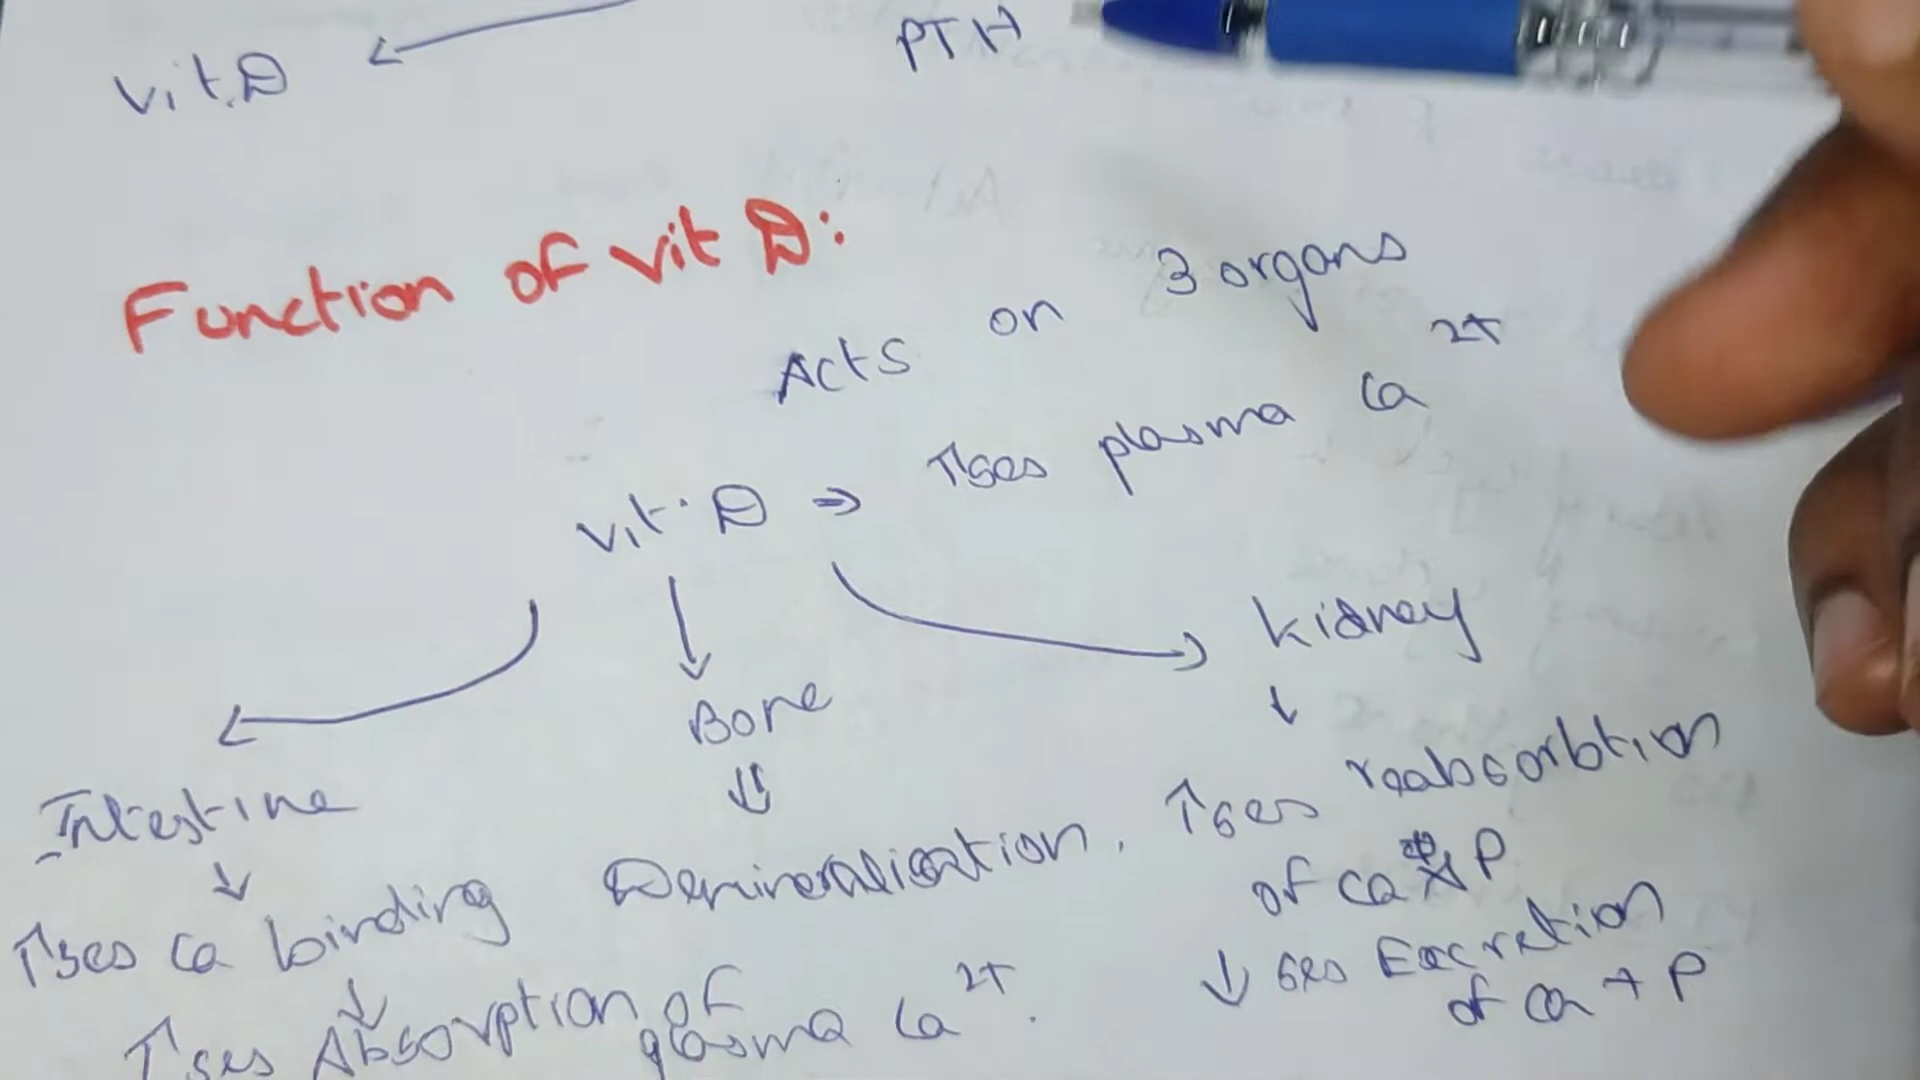 Vit.D
PTH
Function of Vit D:
Acts on 3 organs
Vit. D ⇒ ↑ses plasma Ca 2+
Intestine
↓
↑ses Ca binding
↓
↑ses Absorption of plasma Ca 2+.
Bone
⇓
Demineralisation.
Kidney
↓
↑ses reabsorbtion
of Ca + P
↓ses Excretion
of Ca + P